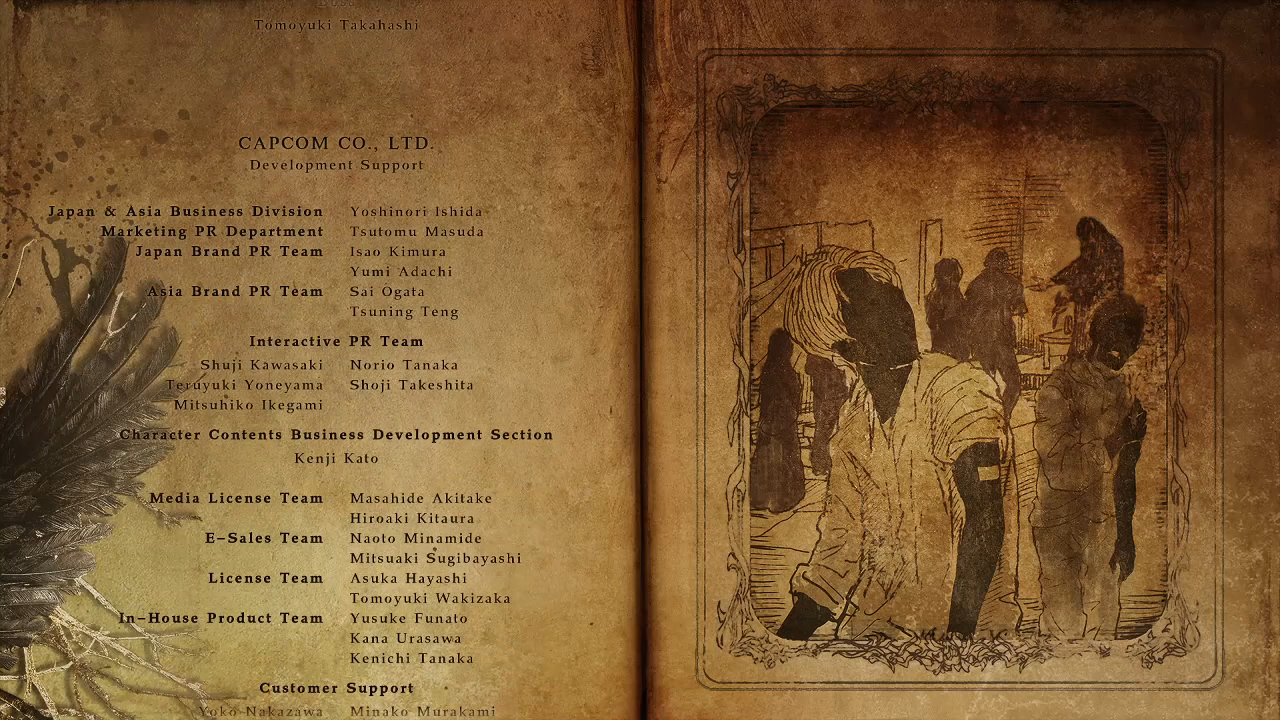 Tomoyuki Takahashi
CAPCOM CO., LTD.
Development Support
Japan & Asia Business Division Yoshinori Ishida
Marketing PR Department Tsutomu Masuda
Japan Brand PR Team Isao Kimura
Yumi Adachi
Asia Brand PR Team Sai Ogata
Tsuning Teng
Interactive PR Team
Shuji Kawasaki Norio Tanaka
Teruyuki Yoneyama Shoji Takeshita
Mitsuhiko Ikegami
Character Contents Business Development Section
Kenji Kato
Media License Team Masahide Akitake
Hiroaki Kitaura
E-Sales Team Naoto Minamide
Mitsuaki Sugibayashi
License Team Asuka Hayashi
Tomoyuki Wakizaka
In-House Product Team Yusuke Funato
Kana Urasawa
Kenichi Tanaka
Customer Support
Yoko Nakazawa Minako Murakami